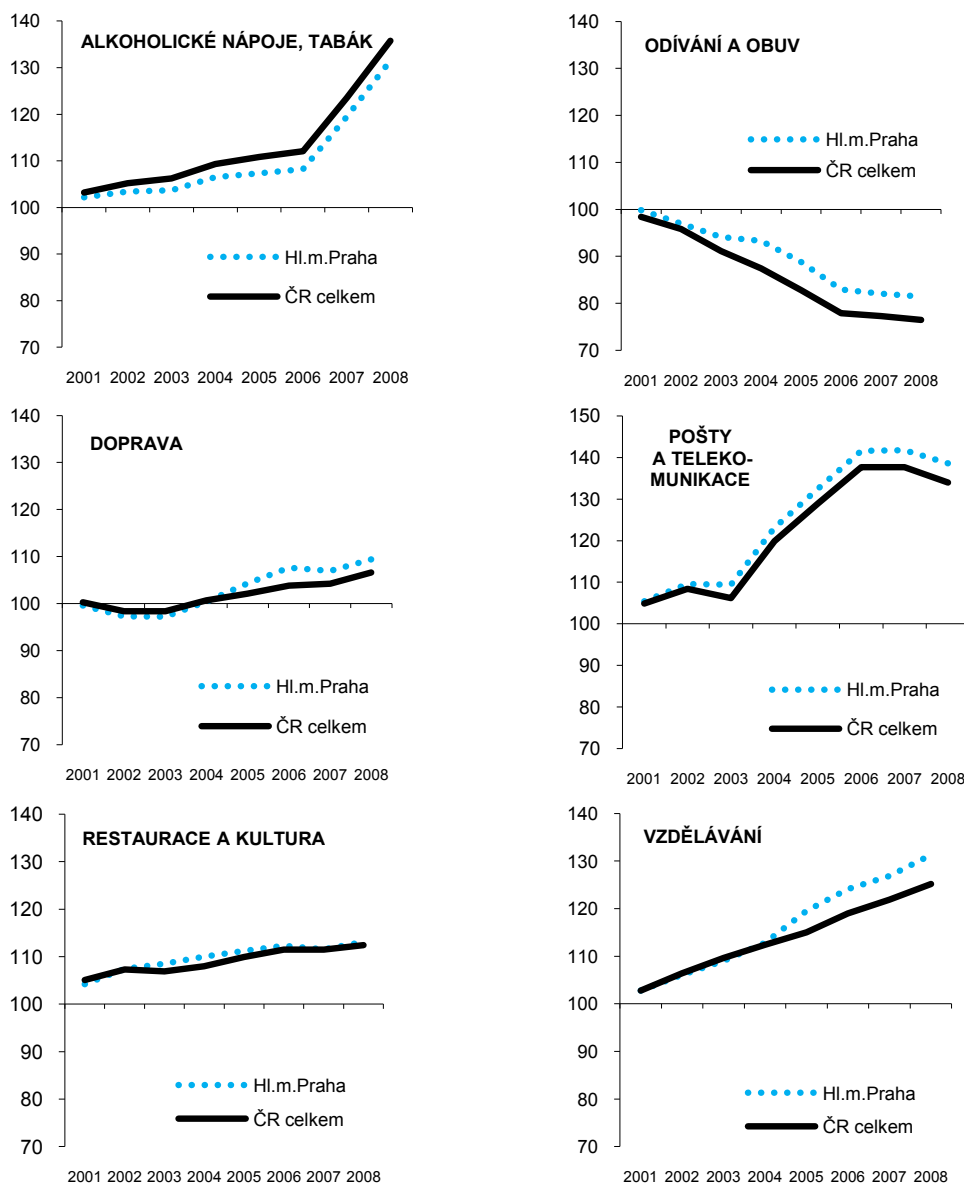 ALKOHOLICKÉ NÁPOJE, TABÁK
140
130
120
110
100
90
80
70
Hl.m.Praha
ČR celkem
2001 2002 2003 2004 2005 2006 2007 2008
ODÍVÁNÍ A OBUV
140
130
120
110
100
90
80
70
Hl.m.Praha
ČR celkem
2001 2002 2003 2004 2005 2006 2007 2008
DOPRAVA
140
130
120
110
100
90
80
70
Hl.m.Praha
ČR celkem
2001 2002 2003 2004 2005 2006 2007 2008
POŠTY
A TELEKO-
MUNIKACE
150
140
130
120
110
100
90
80
70
Hl.m.Praha
ČR celkem
2001 2002 2003 2004 2005 2006 2007 2008
RESTAURACE A KULTURA
140
130
120
110
100
90
80
70
Hl.m.Praha
ČR celkem
2001 2002 2003 2004 2005 2006 2007 2008
VZDĚLÁVÁNÍ
140
130
120
110
100
90
80
70
Hl.m.Praha
ČR celkem
2001 2002 2003 2004 2005 2006 2007 2008